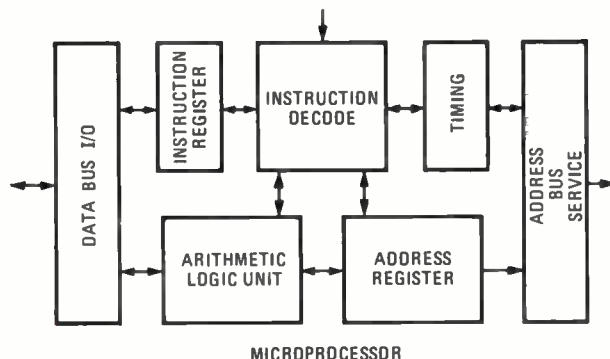 DATA BUS I/O
INSTRUCTION
REGISTER
INSTRUCTION
DECODE
TIMING
ADDRESS
BUS
SERVICE
ARITHMETIC
LOGIC UNIT
ADDRESS
REGISTER
MICROPROCESSOR